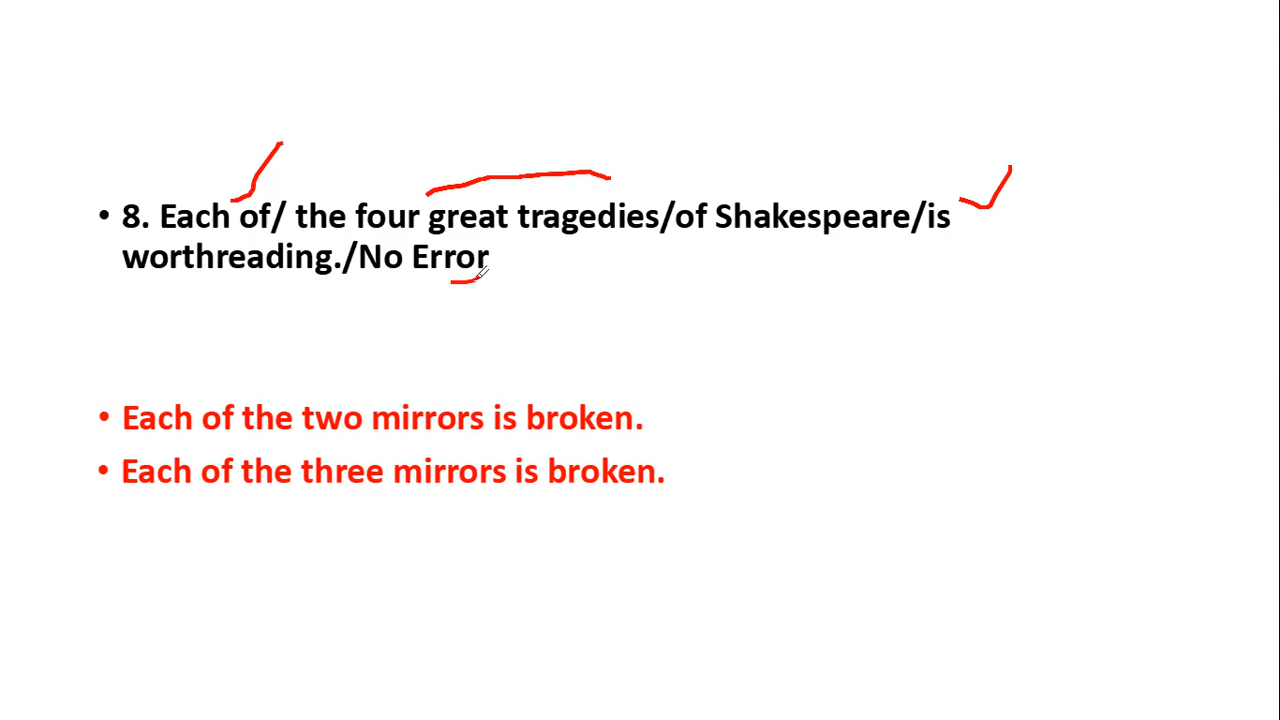 • 8. Each of/ the four great tragedies/of Shakespeare/is
worthreading./No Error
• Each of the two mirrors is broken.
• Each of the three mirrors is broken.